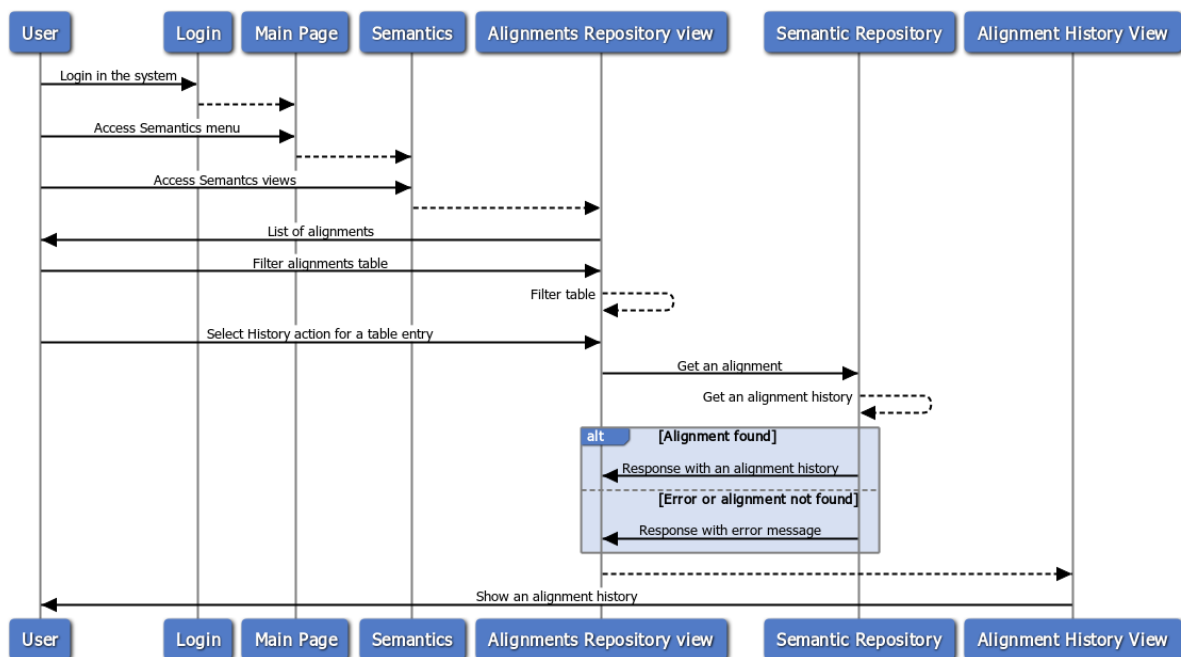 User
Login
Main Page
Semantics
Alignments Repository view
Semantic Repository
Alignment History View
Login in the system
Access Semantics menu
Access Semantcs views
List of alignments
Filter alignments table
Filter table
Select History action for a table entry
Get an alignment
Get an alignment history
alt [Alignment found]
Response with an alignment history
[Error or alignment not found]
Response with error message
Show an alignment history
User
Login
Main Page
Semantics
Alignments Repository view
Semantic Repository
Alignment History View